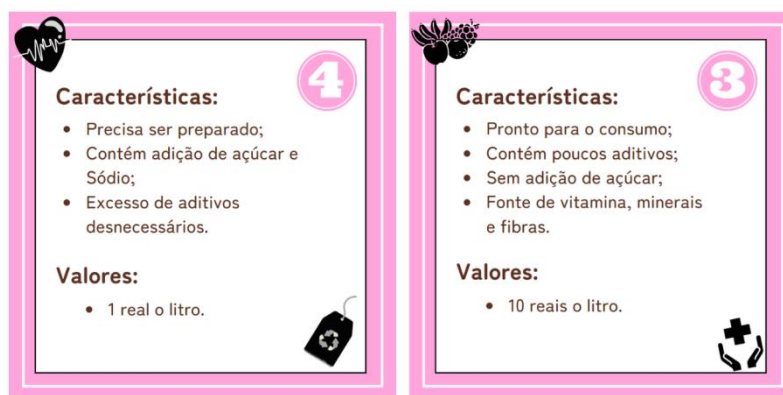 4
Características:
• Precisa ser preparado;
• Contém adição de açúcar e
Sódio;
• Excesso de aditivos
desnecessários.
Valores:
• 1 real o litro.
3
Características:
• Pronto para o consumo;
• Contém poucos aditivos;
• Sem adição de açúcar;
• Fonte de vitamina, minerais
e fibras.
Valores:
• 10 reais o litro.